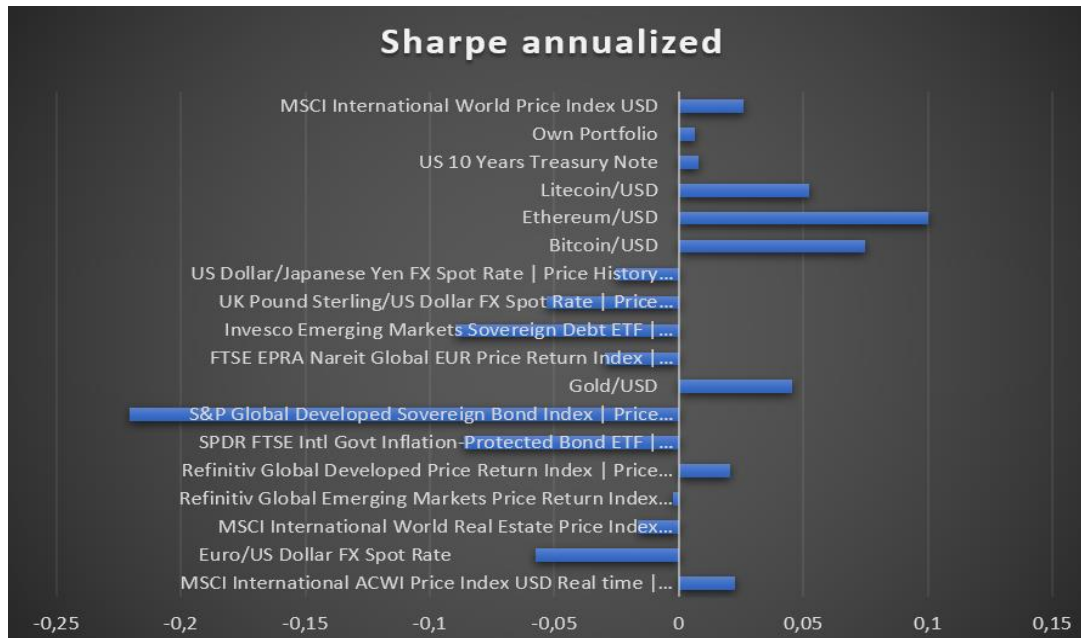 Sharpe annualized
MSCI International World Price Index USD
Own Portfolio
US 10 Years Treasury Note
Litecoin/USD
Ethereum/USD
Bitcoin/USD
US Dollar/Japanese Yen FX Spot Rate | Price History...
UK Pound Sterling/US Dollar FX Spot Rate | Price...
Invesco Emerging Markets Sovereign Debt ETF |...
FTSE EPRA Nareit Global EUR Price Return Index |...
Gold/USD
S&P Global Developed Sovereign Bond Index | Price...
SPDR FTSE Intl Govt Inflation-Protected Bond ETF |...
Refinitiv Global Developed Price Return Index | Price...
Refinitiv Global Emerging Markets Price Return Index...
MSCI International World Real Estate Price Index...
Euro/US Dollar FX Spot Rate
MSCI International ACWI Price Index USD Real time |...
-0,25 -0,2 -0,15 -0,1 -0,05 0 0,05 0,1 0,15